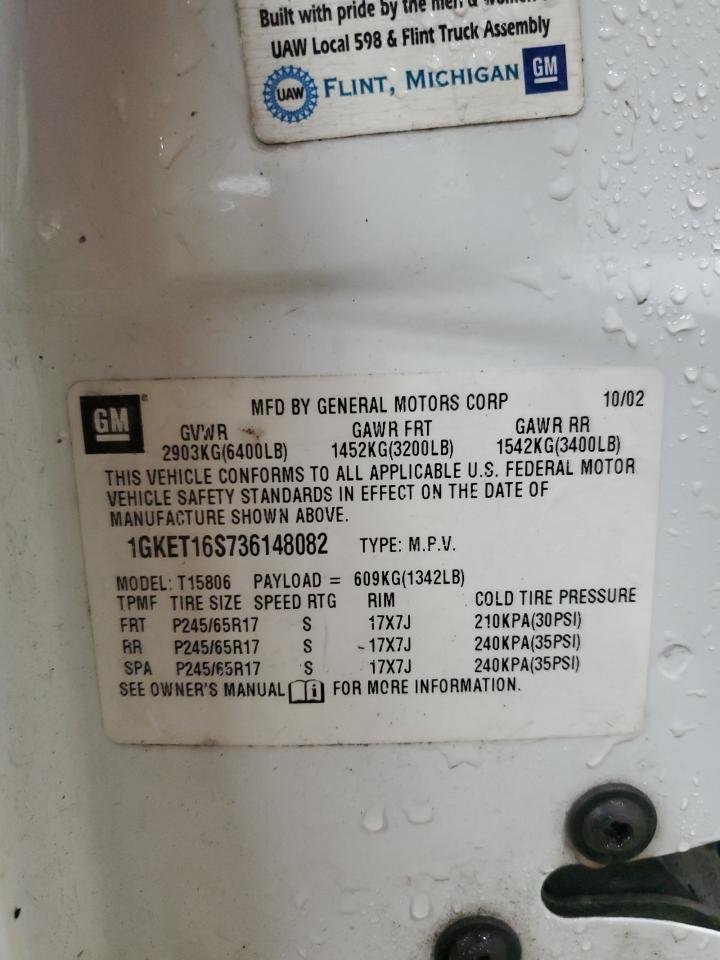 Built with pride by the men & women
UAW Local 598 & Flint Truck Assembly
UAW FLINT, MICHIGAN GM
GM ® MFD BY GENERAL MOTORS CORP 10/02
GVWR GAWR FRT GAWR RR
2903KG(6400LB) 1452KG(3200LB) 1542KG(3400LB)
THIS VEHICLE CONFORMS TO ALL APPLICABLE U.S. FEDERAL MOTOR
VEHICLE SAFETY STANDARDS IN EFFECT ON THE DATE OF
MANUFACTURE SHOWN ABOVE.
1GKET16S736148082 TYPE: M.P.V.
MODEL: T15806 PAYLOAD = 609KG(1342LB)
TPMF TIRE SIZE SPEED RTG RIM COLD TIRE PRESSURE
FRT P245/65R17 S 17X7J 210KPA(30PSI)
RR P245/65R17 S 17X7J 240KPA(35PSI)
SPA P245/65R17 S 17X7J 240KPA(35PSI)
SEE OWNER'S MANUAL i FOR MORE INFORMATION.